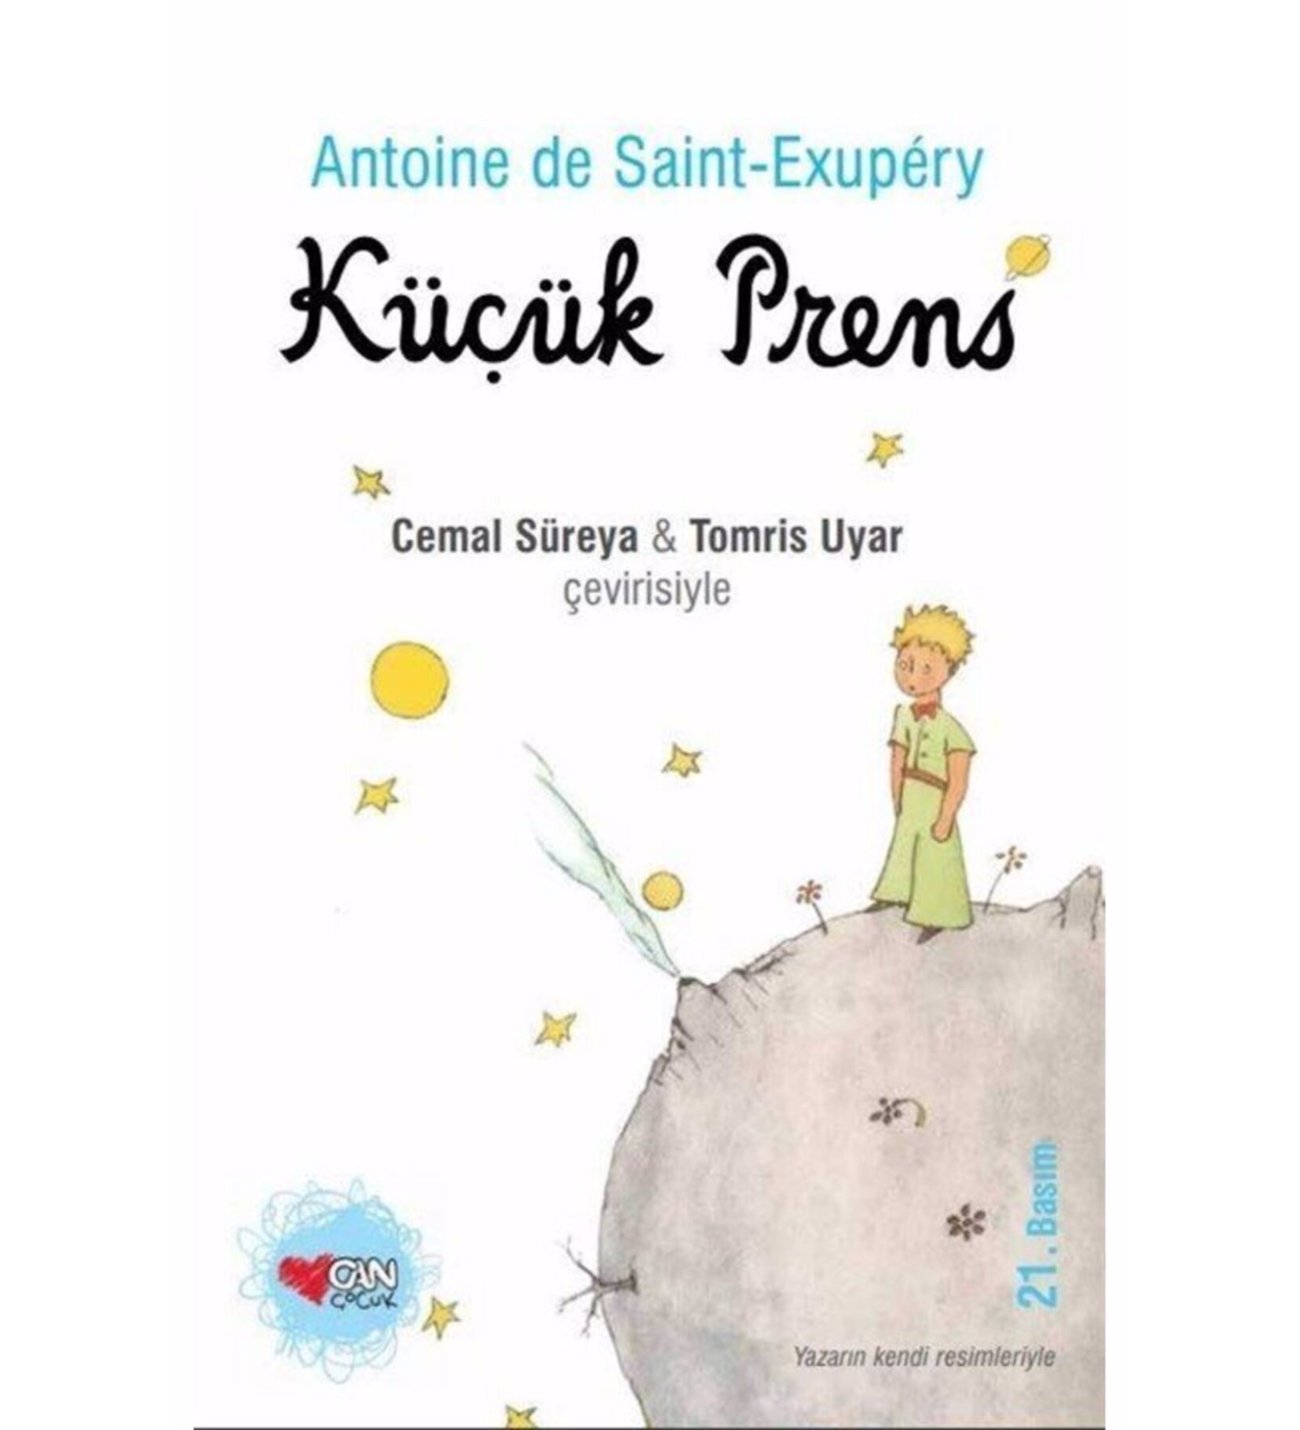 Antoine de Saint-Exupéry
Küçük Prens
Cemal Süreya & Tomris Uyar
çevirisiyle
21. Basım
CAN
ÇOCUK
Yazarın kendi resimleriyle